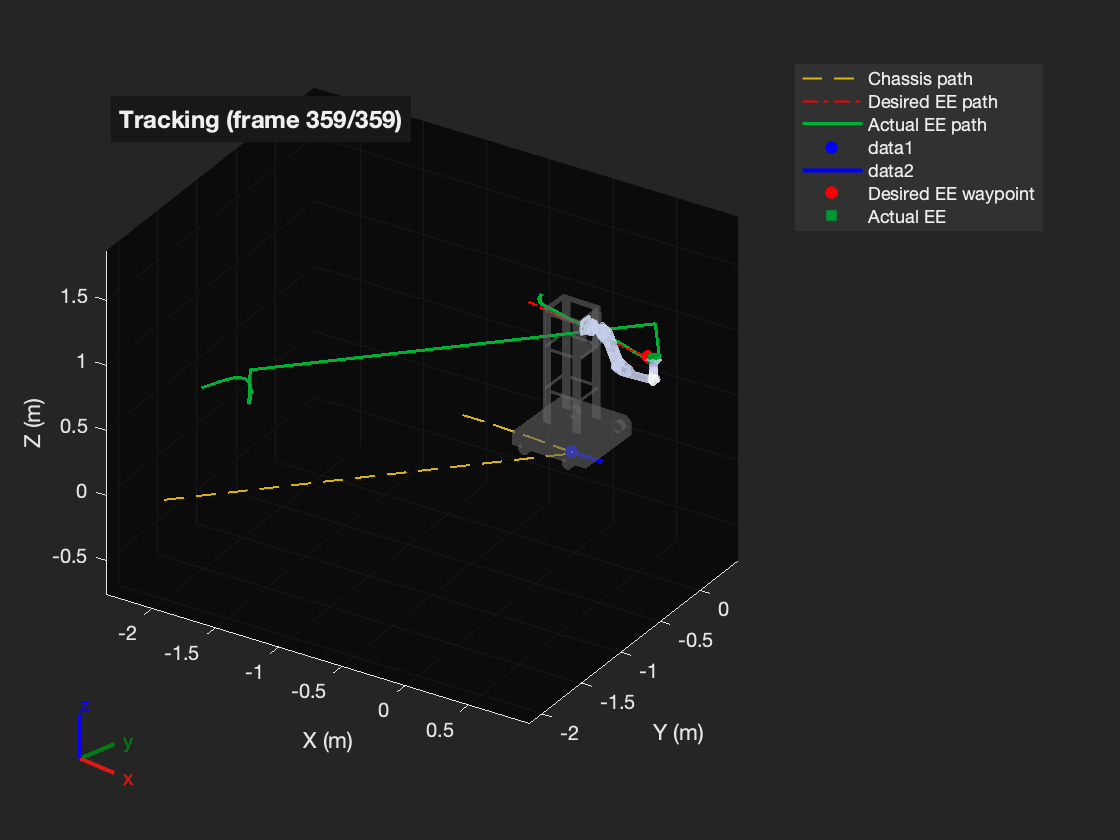 Tracking (frame 359/359)
Chassis path
Desired EE path
Actual EE path
data1
data2
Desired EE waypoint
Actual EE
1.5
1
0.5
0
-0.5
Z (m)
-2
-1.5
-1
-0.5
0
0.5
X (m)
0
-0.5
-1
-1.5
-2
Y (m)
z
y
x